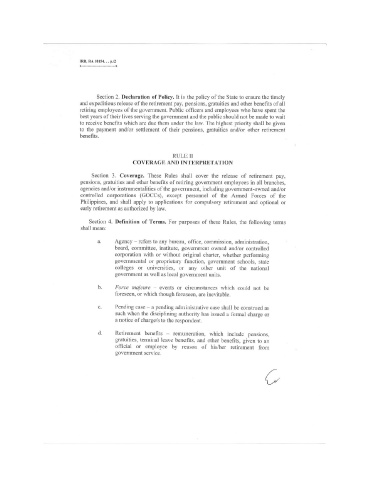 IRR, RA 10154. . . p.2
Section 2. Declaration of Policy. It is the policy of the State to ensure the timely
and expeditious release of the retirement pay, pensions, gratuities and other benefits of all
retiring employees of the government. Public officers and employees who have spent the
best years of their lives serving the government and the public should not be made to wait
to receive benefits which are due them under the law. The highest priority shall be given
to the payment and/or settlement of their pensions, gratuities and/or other retirement
benefits.
RULE II
COVERAGE AND INTERPRETATION
Section 3. Coverage. These Rules shall cover the release of retirement pay,
pensions, gratuities and other benefits of retiring government employees in all branches,
agencies and/or instrumentalities of the government, including government-owned and/or
controlled corporations (GOCCs), except personnel of the Armed Forces of the
Philippines, and shall apply to applications for compulsory retirement and optional or
early retirement as authorized by law.
Section 4. Definition of Terms. For purposes of these Rules, the following terms
shall mean:
a. Agency – refers to any bureau, office, commission, administration,
board, committee, institute, government owned and/or controlled
corporation with or without original charter, whether performing
governmental or proprietary function, government schools, state
colleges or universities, or any other unit of the national
government as well as local government units.
b. Force majeure – events or circumstances which could not be
foreseen, or which though foreseen, are inevitable.
c. Pending case – a pending administrative case shall be construed as
such when the disciplining authority has issued a formal charge or
a notice of charge/s to the respondent.
d. Retirement benefits – remuneration, which include pensions,
gratuities, terminal leave benefits, and other benefits, given to an
official or employee by reason of his/her retirement from
government service.